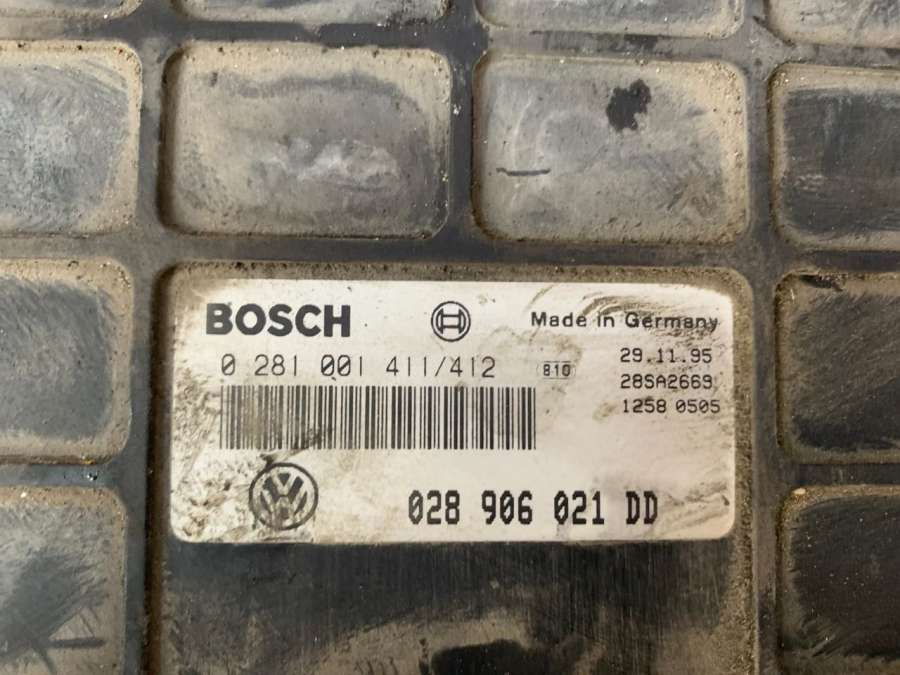 BOSCH
Made in Germany
0 281 001 411/412
810
29.11.95
28SA2669
1258 0505
VW
028 906 021 DD